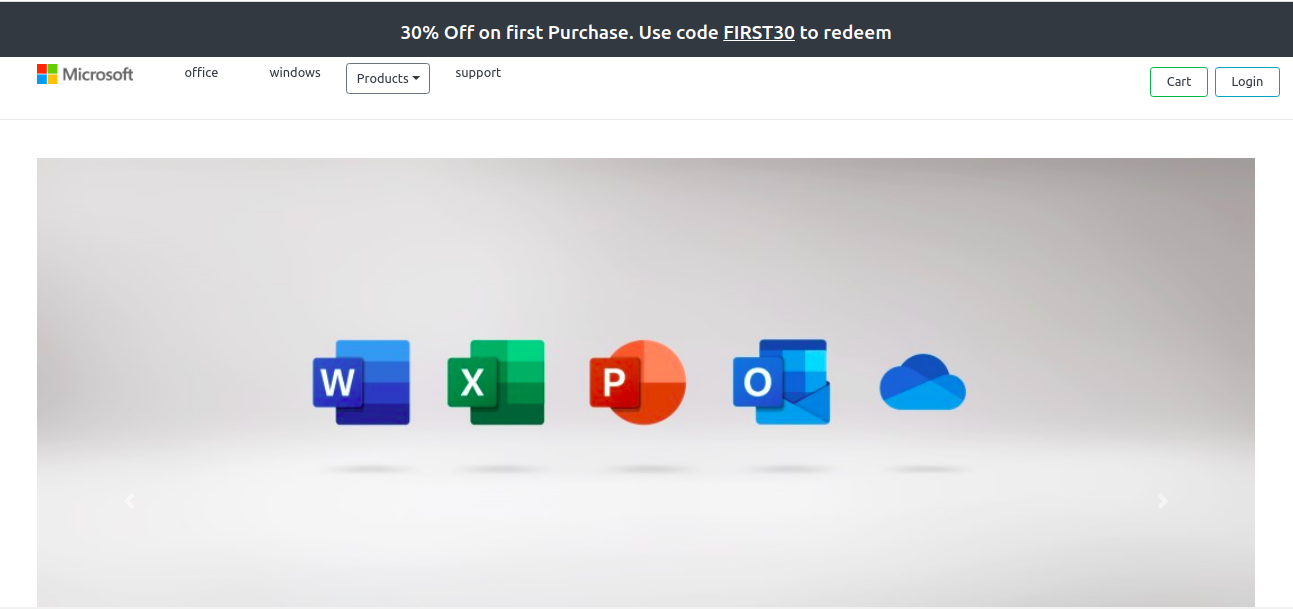 30% Off on first Purchase. Use code FIRST30 to redeem
Microsoft office windows Products support Cart Login
W X P O